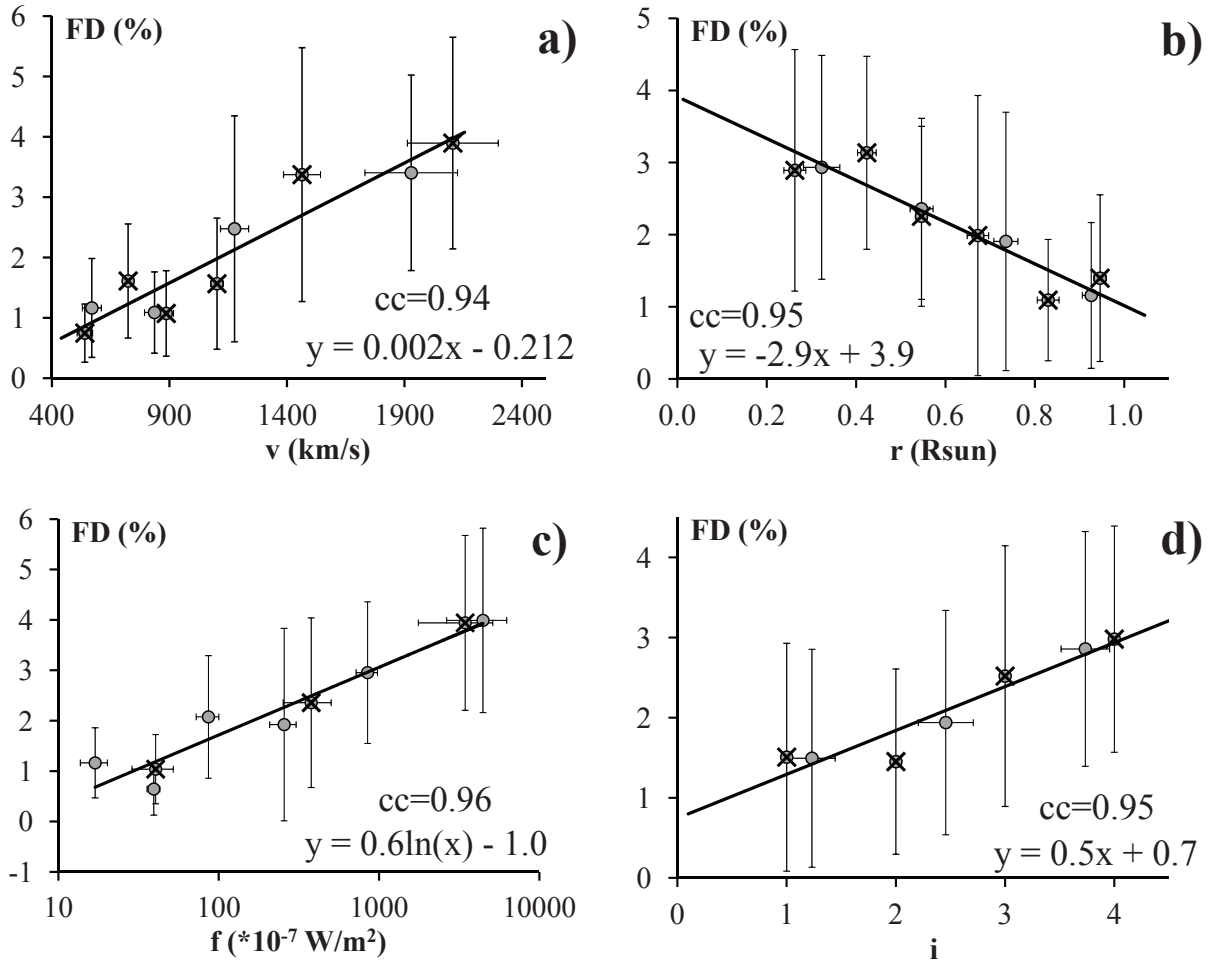 FD (%)
a)
6
5
4
3
2
1
0
cc=0.94
y = 0.002x - 0.212
400 900 1400 1900 2400
v (km/s)
FD (%)
b)
5
4
3
2
1
0
cc=0.95
y = -2.9x + 3.9
0.0 0.2 0.4 0.6 0.8 1.0
r (Rsun)
FD (%)
c)
6
5
4
3
2
1
0
-1
cc=0.96
y = 0.6ln(x) - 1.0
10 100 1000 10000
f (*10⁻⁷ W/m²)
FD (%)
d)
4
3
2
1
0
cc=0.95
y = 0.5x + 0.7
0 1 2 3 4
i